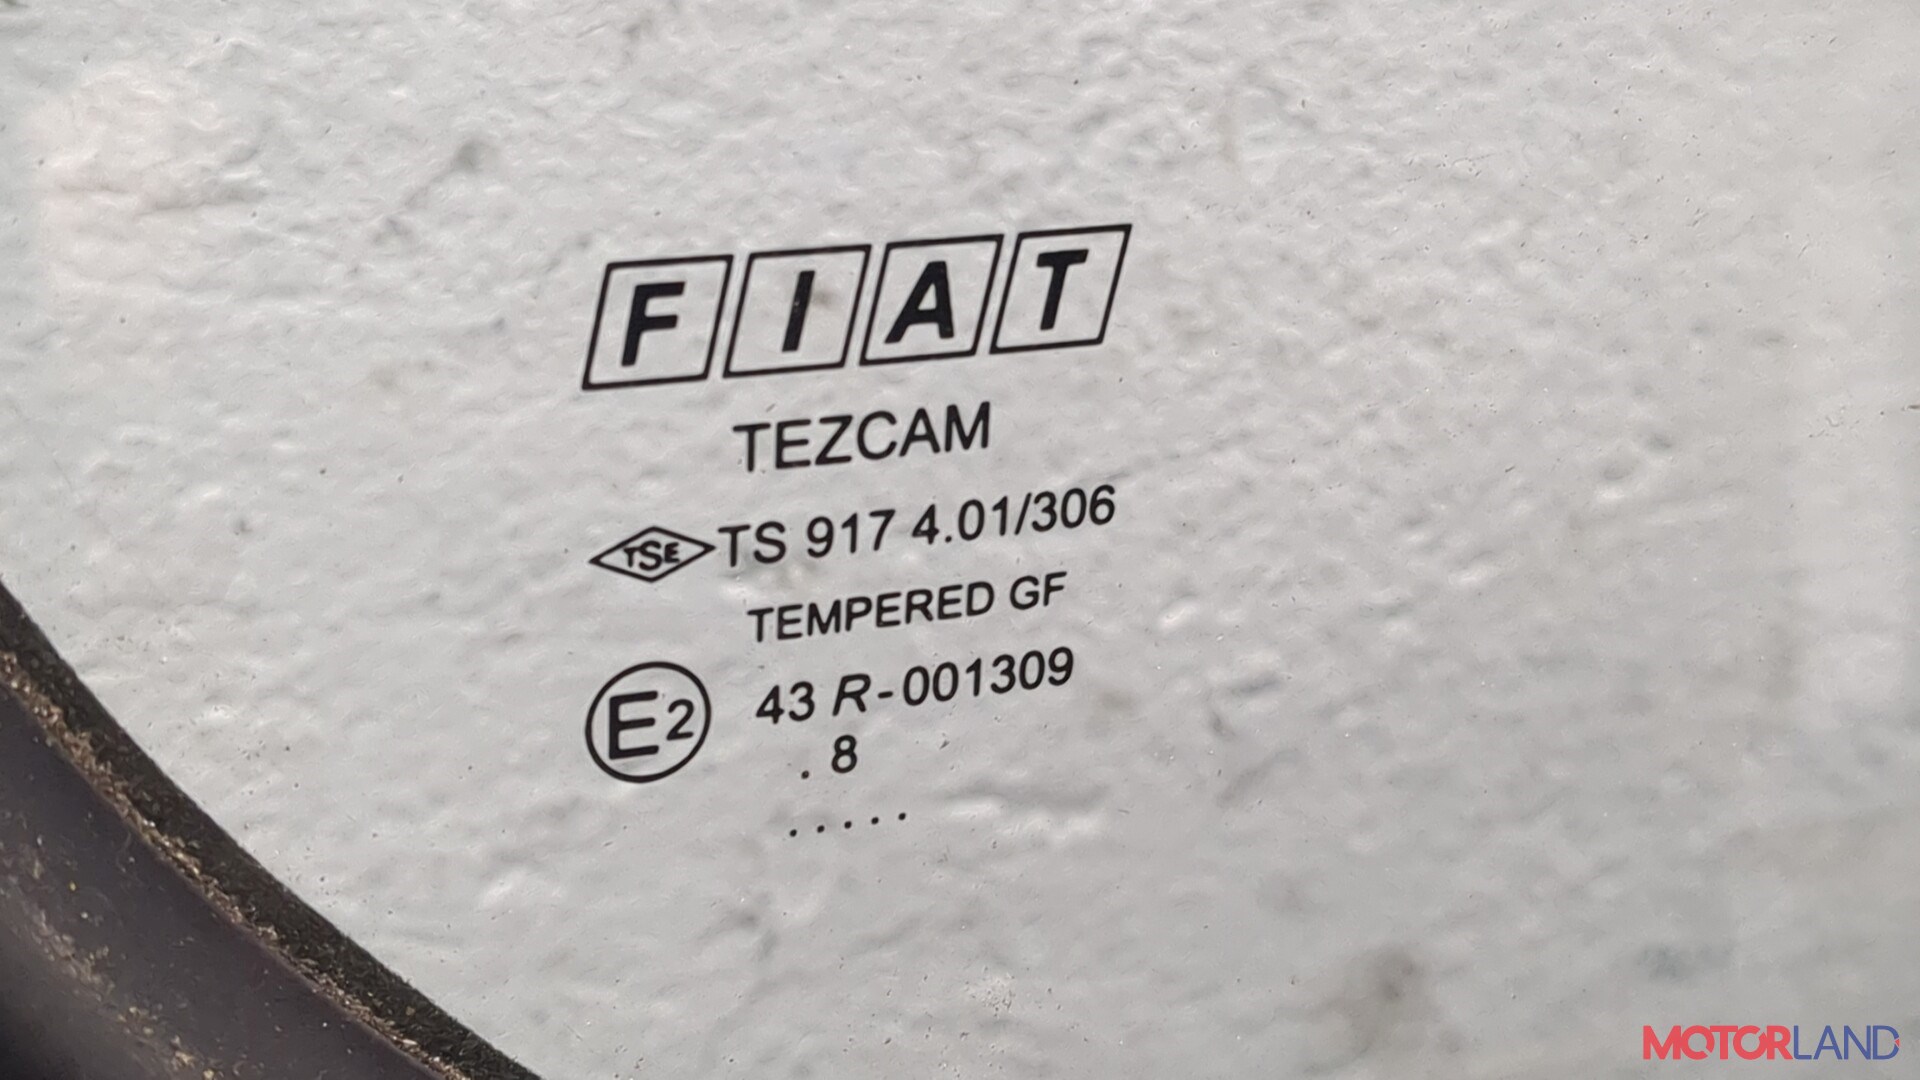 FIAT
TEZCAM
TSE TS 917 4.01/306
TEMPERED GF
E2 43 R-001309
. 8
.....
MOTORLAND